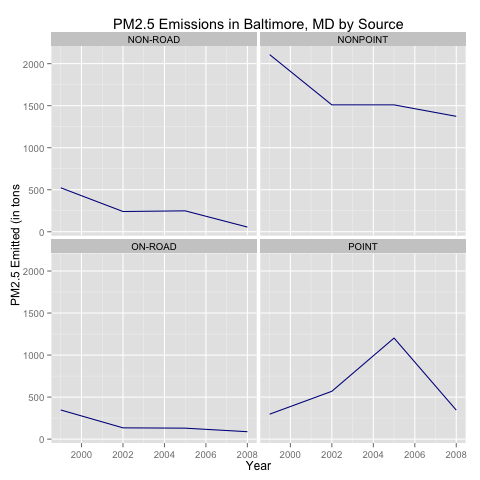 PM2.5 Emissions in Baltimore, MD by Source
NON-ROAD NONPOINT
2000
1500
1000
500
0
ON-ROAD POINT
2000
1500
1000
500
0
PM2.5 Emitted (in tons
2000 2002 2004 2006 2008 2000 2002 2004 2006 2008
Year